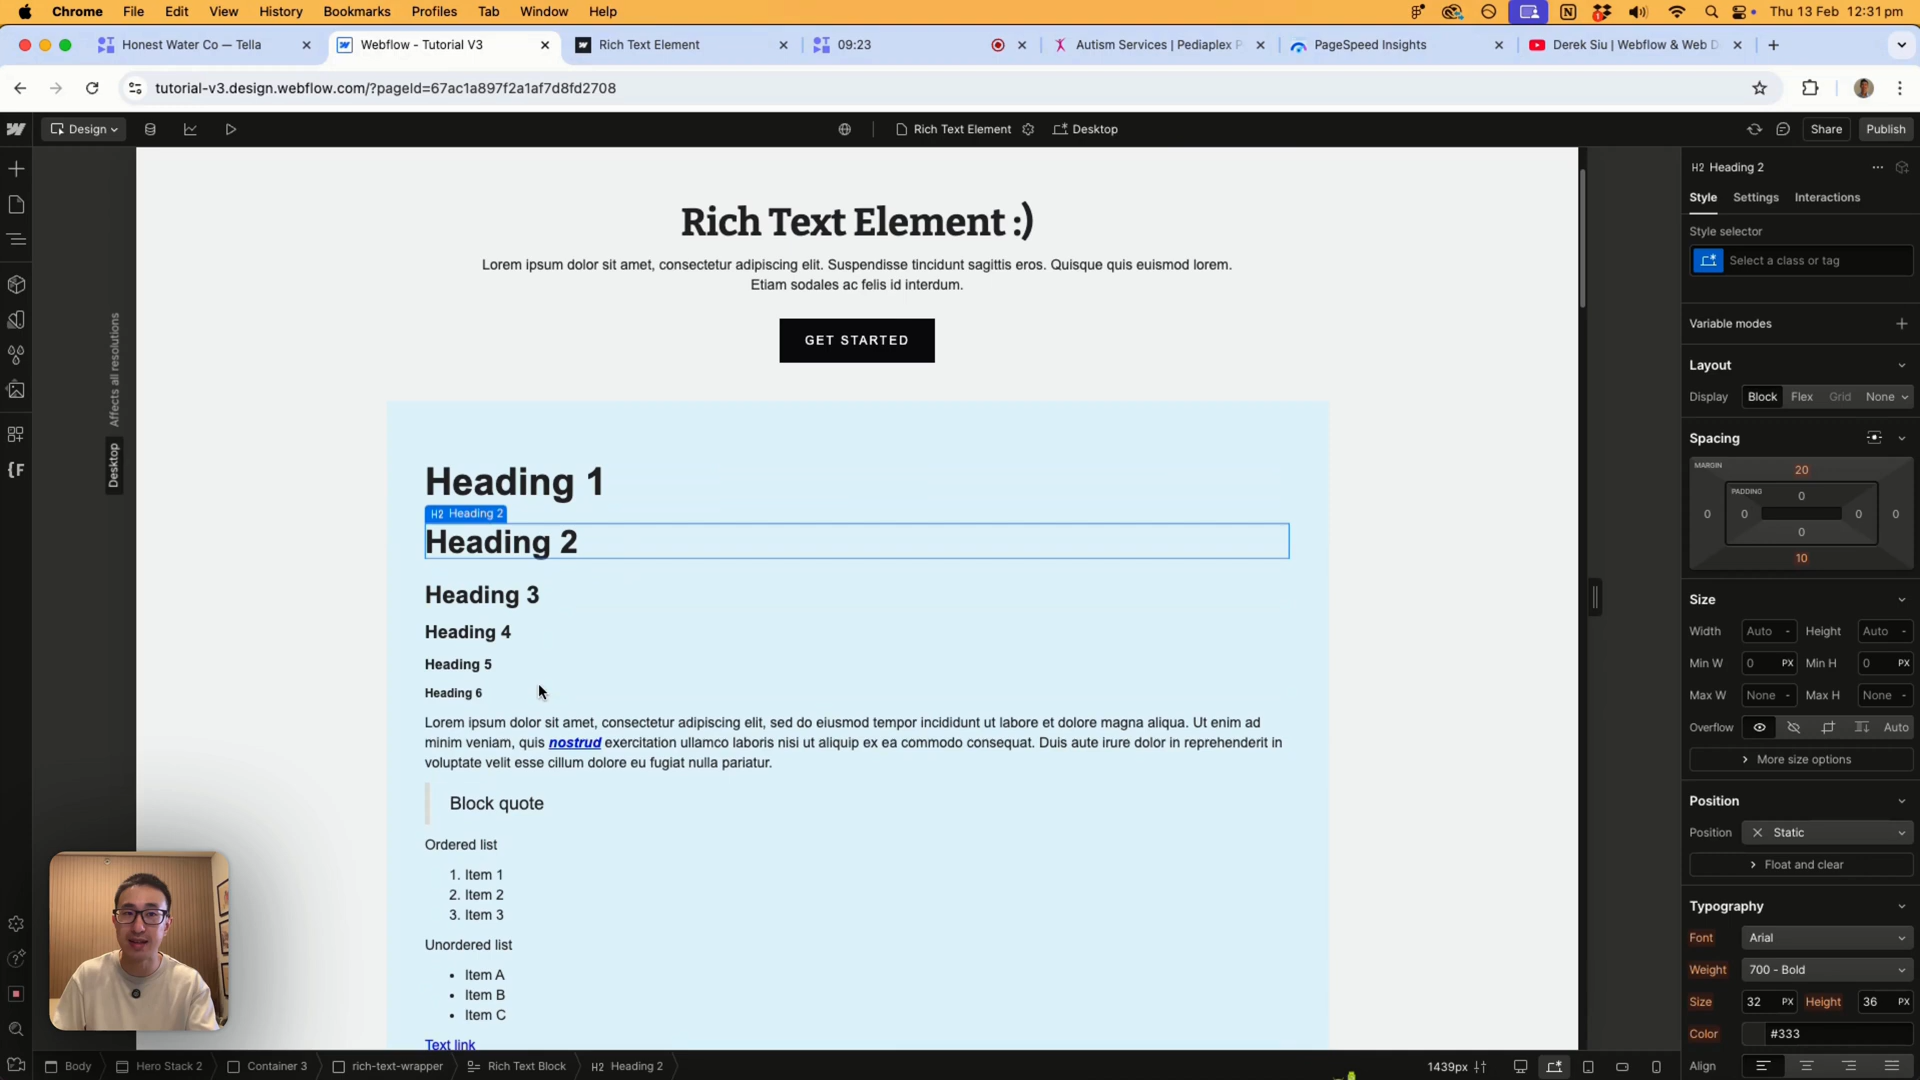 Chrome File Edit View History Bookmarks Profiles Tab Window Help Thu 13 Feb 12:31 pm
Honest Water Co — Tella Webflow - Tutorial V3 Rich Text Element 09:23 Autism Services | Pediaplex P PageSpeed Insights Derek Siu | Webflow & Web D
tutorial-v3.design.webflow.com/?pageId=67ac1a897f2a1af7d8fd2708
Design Rich Text Element Desktop Share Publish
H2 Heading 2
Style Settings Interactions
Style selector
Select a class or tag
Variable modes
Layout
Display Block Flex Grid None
Spacing
MARGIN 20
PADDING 0
0 0 0 0
0
10
Size
Width Auto - Height Auto -
Min W 0 PX Min H 0 PX
Max W None - Max H None -
Overflow Auto
More size options
Position
Position Static
Float and clear
Typography
Font Arial
Weight 700 - Bold
Size 32 PX Height 36 PX
Color #333
Align
Affects all resolutions
Desktop
Rich Text Element :)
Lorem ipsum dolor sit amet, consectetur adipiscing elit. Suspendisse tincidunt sagittis eros. Quisque quis euismod lorem.
Etiam sodales ac felis id interdum.
GET STARTED
Heading 1
H2 Heading 2
Heading 2
Heading 3
Heading 4
Heading 5
Heading 6
Lorem ipsum dolor sit amet, consectetur adipiscing elit, sed do eiusmod tempor incididunt ut labore et dolore magna aliqua. Ut enim ad
minim veniam, quis nostrud exercitation ullamco laboris nisi ut aliquip ex ea commodo consequat. Duis aute irure dolor in reprehenderit in
voluptate velit esse cillum dolore eu fugiat nulla pariatur.
Block quote
Ordered list
1. Item 1
2. Item 2
3. Item 3
Unordered list
• Item A
• Item B
• Item C
Text link
Body Hero Stack 2 Container 3 rich-text-wrapper Rich Text Block H2 Heading 2 1439px